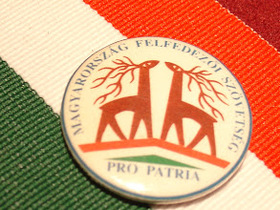 MAGYARORSZÁG FELFEDEZŐI SZÖVETSÉG
PRO PATRIA